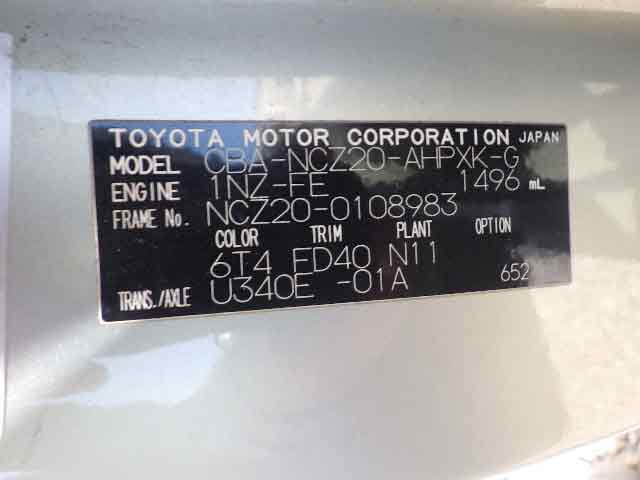 TOYOTA MOTOR CORPORATION JAPAN
MODEL CBA-NCZ20-AHPXK-G
ENGINE 1NZ-FE 1496 mL
FRAME No. NCZ20-0108983
COLOR TRIM PLANT OPTION
6T4 FD40 N11
TRANS./AXLE U340E -01A 652